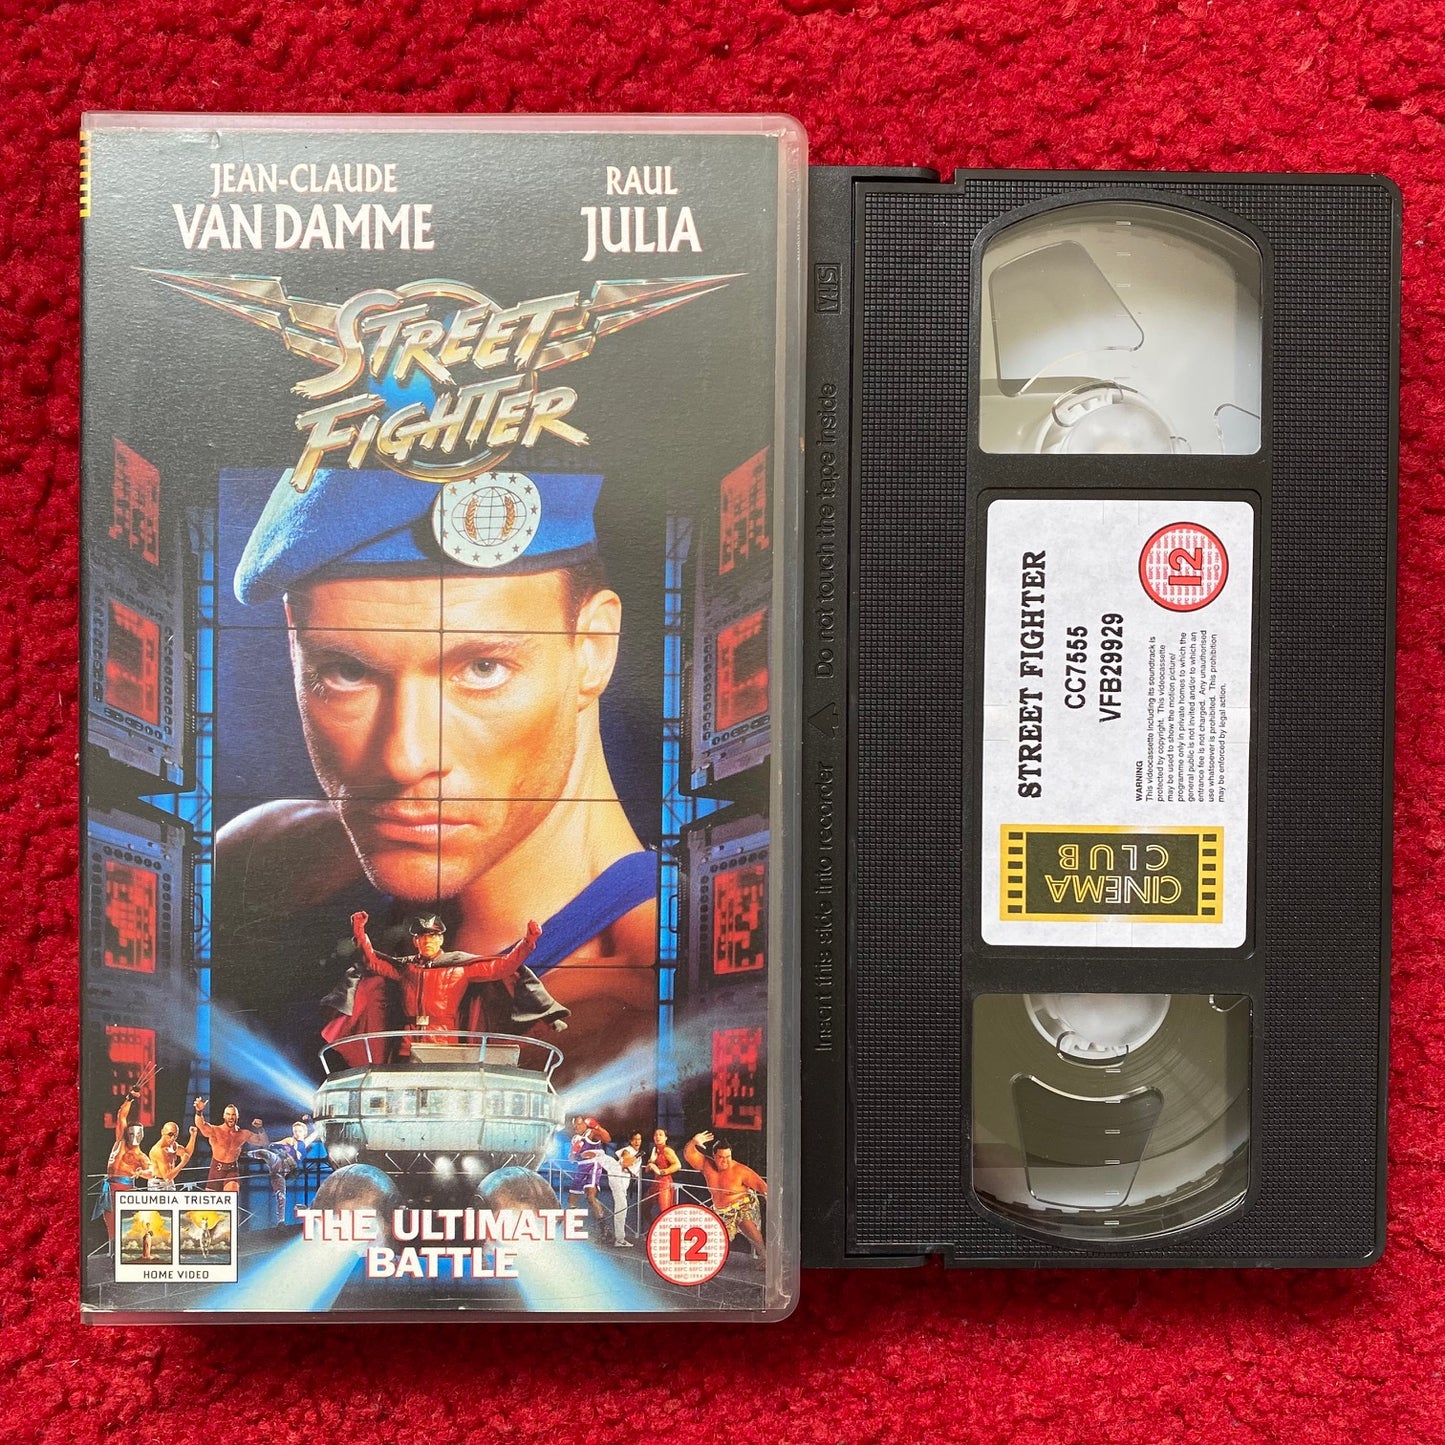 JEAN-CLAUDE
VAN DAMME
RAUL
JULIA
STREET
FIGHTER
THE ULTIMATE
BATTLE
COLUMBIA TRISTAR
HOME VIDEO
12
VHS
Insert this side into recorder △ Do not touch the tape inside
STREET FIGHTER
CC7555
VFB29929
12
WARNING
This videocassette including its soundtrack is
protected by copyright. This videocassette
may be used to show the motion picture/
programme only in private homes to which the
general public is not invited and/or to which an
entrance fee is not charged. Any unauthorised
use whatsoever is prohibited. This prohibition
may be enforced by legal action.
CINEMA
CLUB